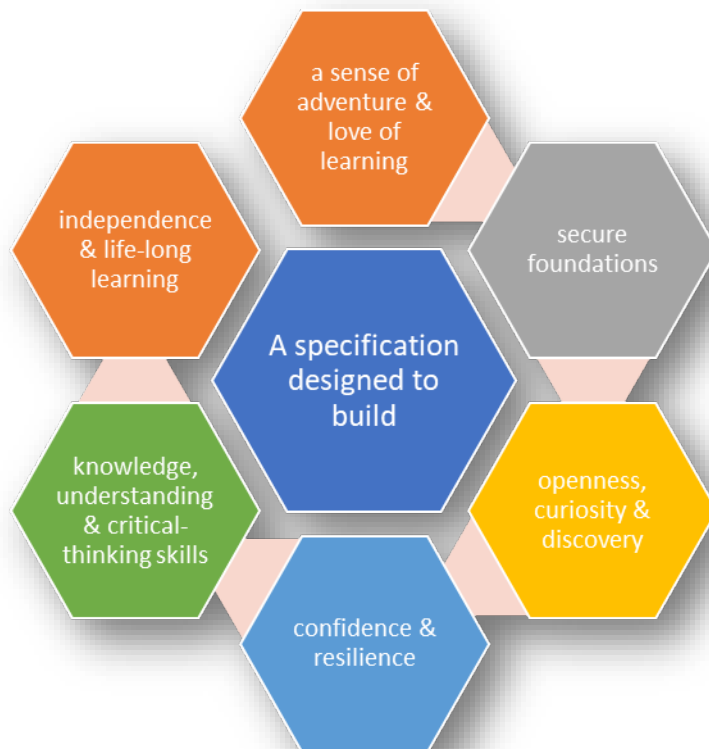 a sense of
adventure &
love of
learning
secure
foundations
openness,
curiosity &
discovery
confidence &
resilience
knowledge,
understanding
& critical-
thinking skills
independence
& life-long
learning
A specification
designed to
build